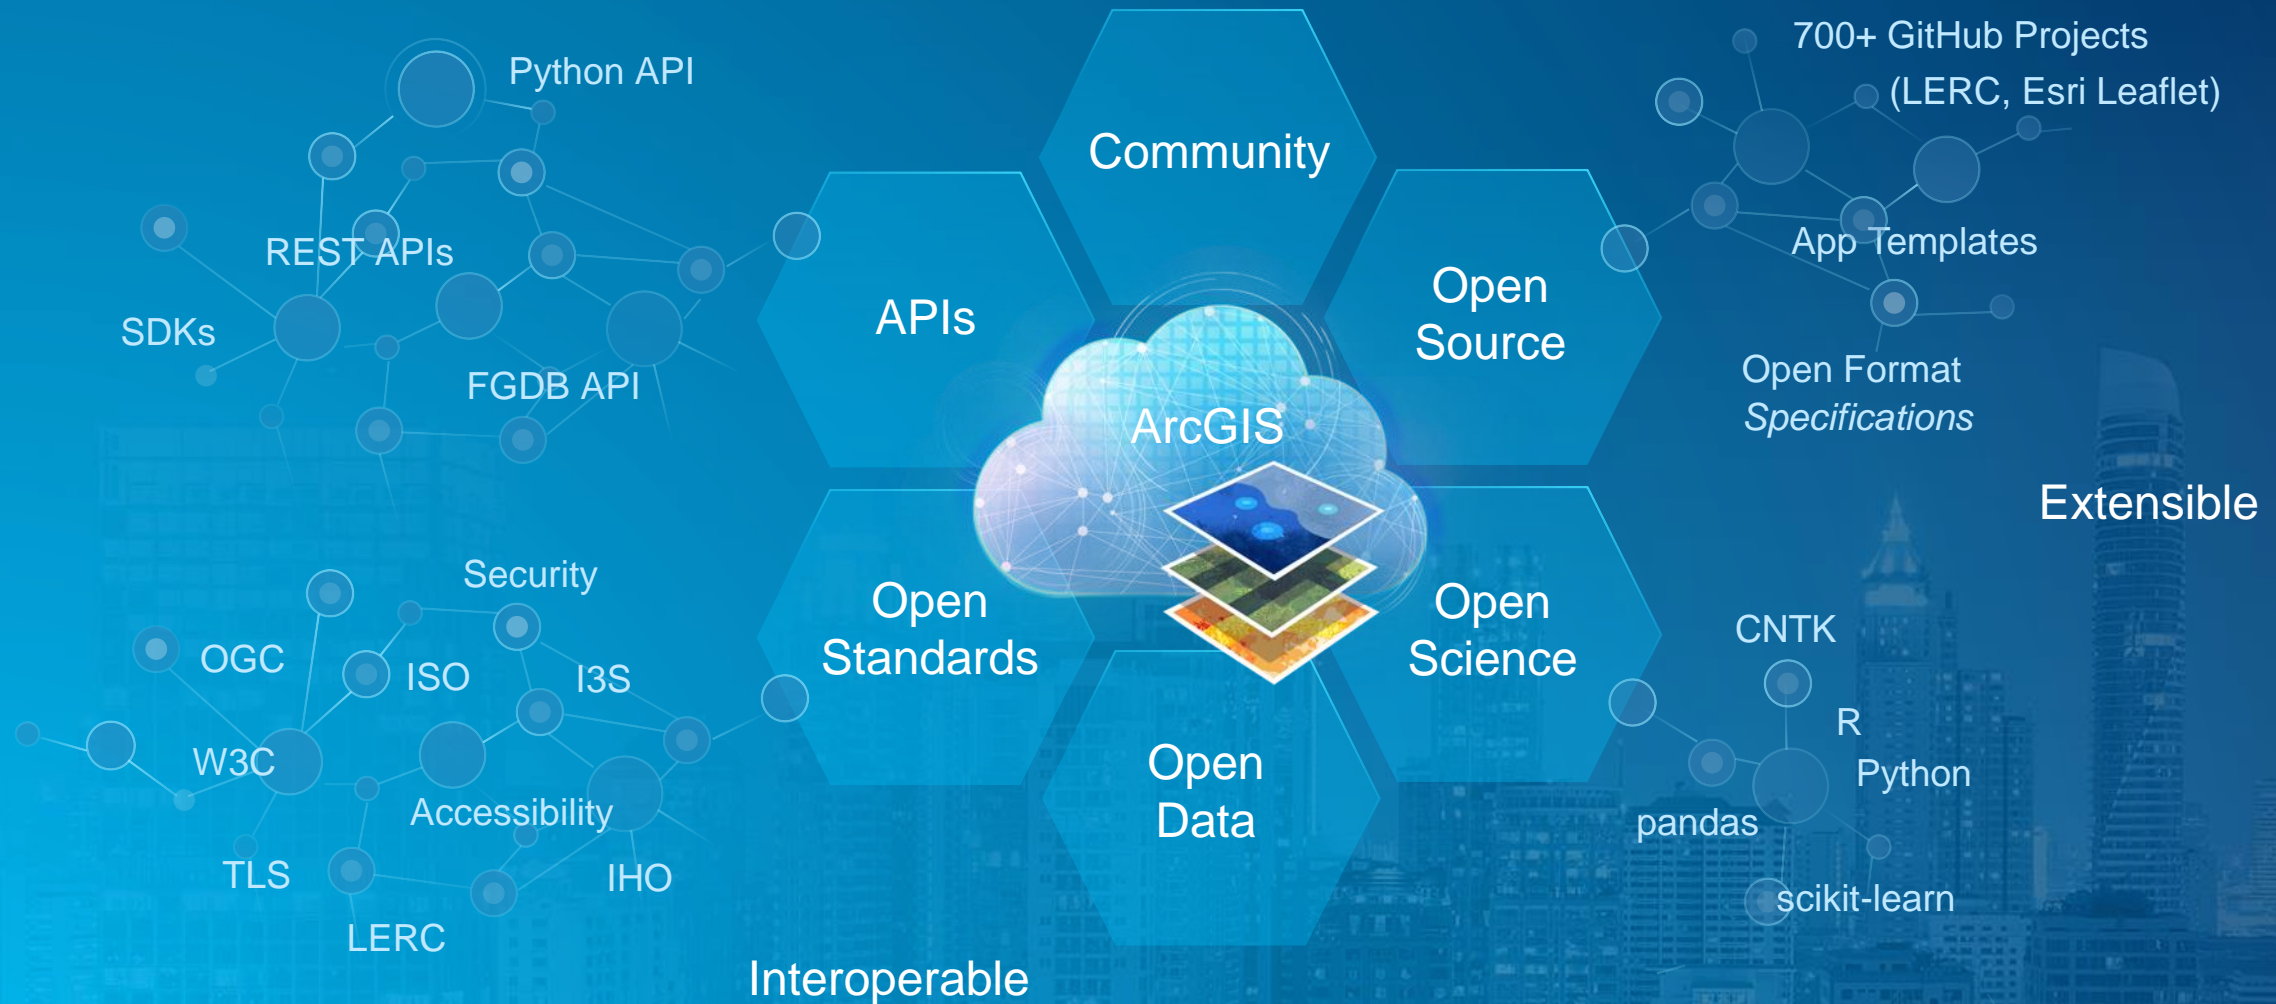 Python API
REST APIs
SDKs
FGDB API
Community
APIs
Open
Source
ArcGIS
700+ GitHub Projects
(LERC, Esri Leaflet)
App Templates
Open Format
Specifications
Extensible
Security
OGC
ISO
I3S
W3C
Accessibility
TLS
IHO
LERC
Open
Standards
Open
Data
Open
Science
CNTK
R
Python
pandas
scikit-learn
Interoperable